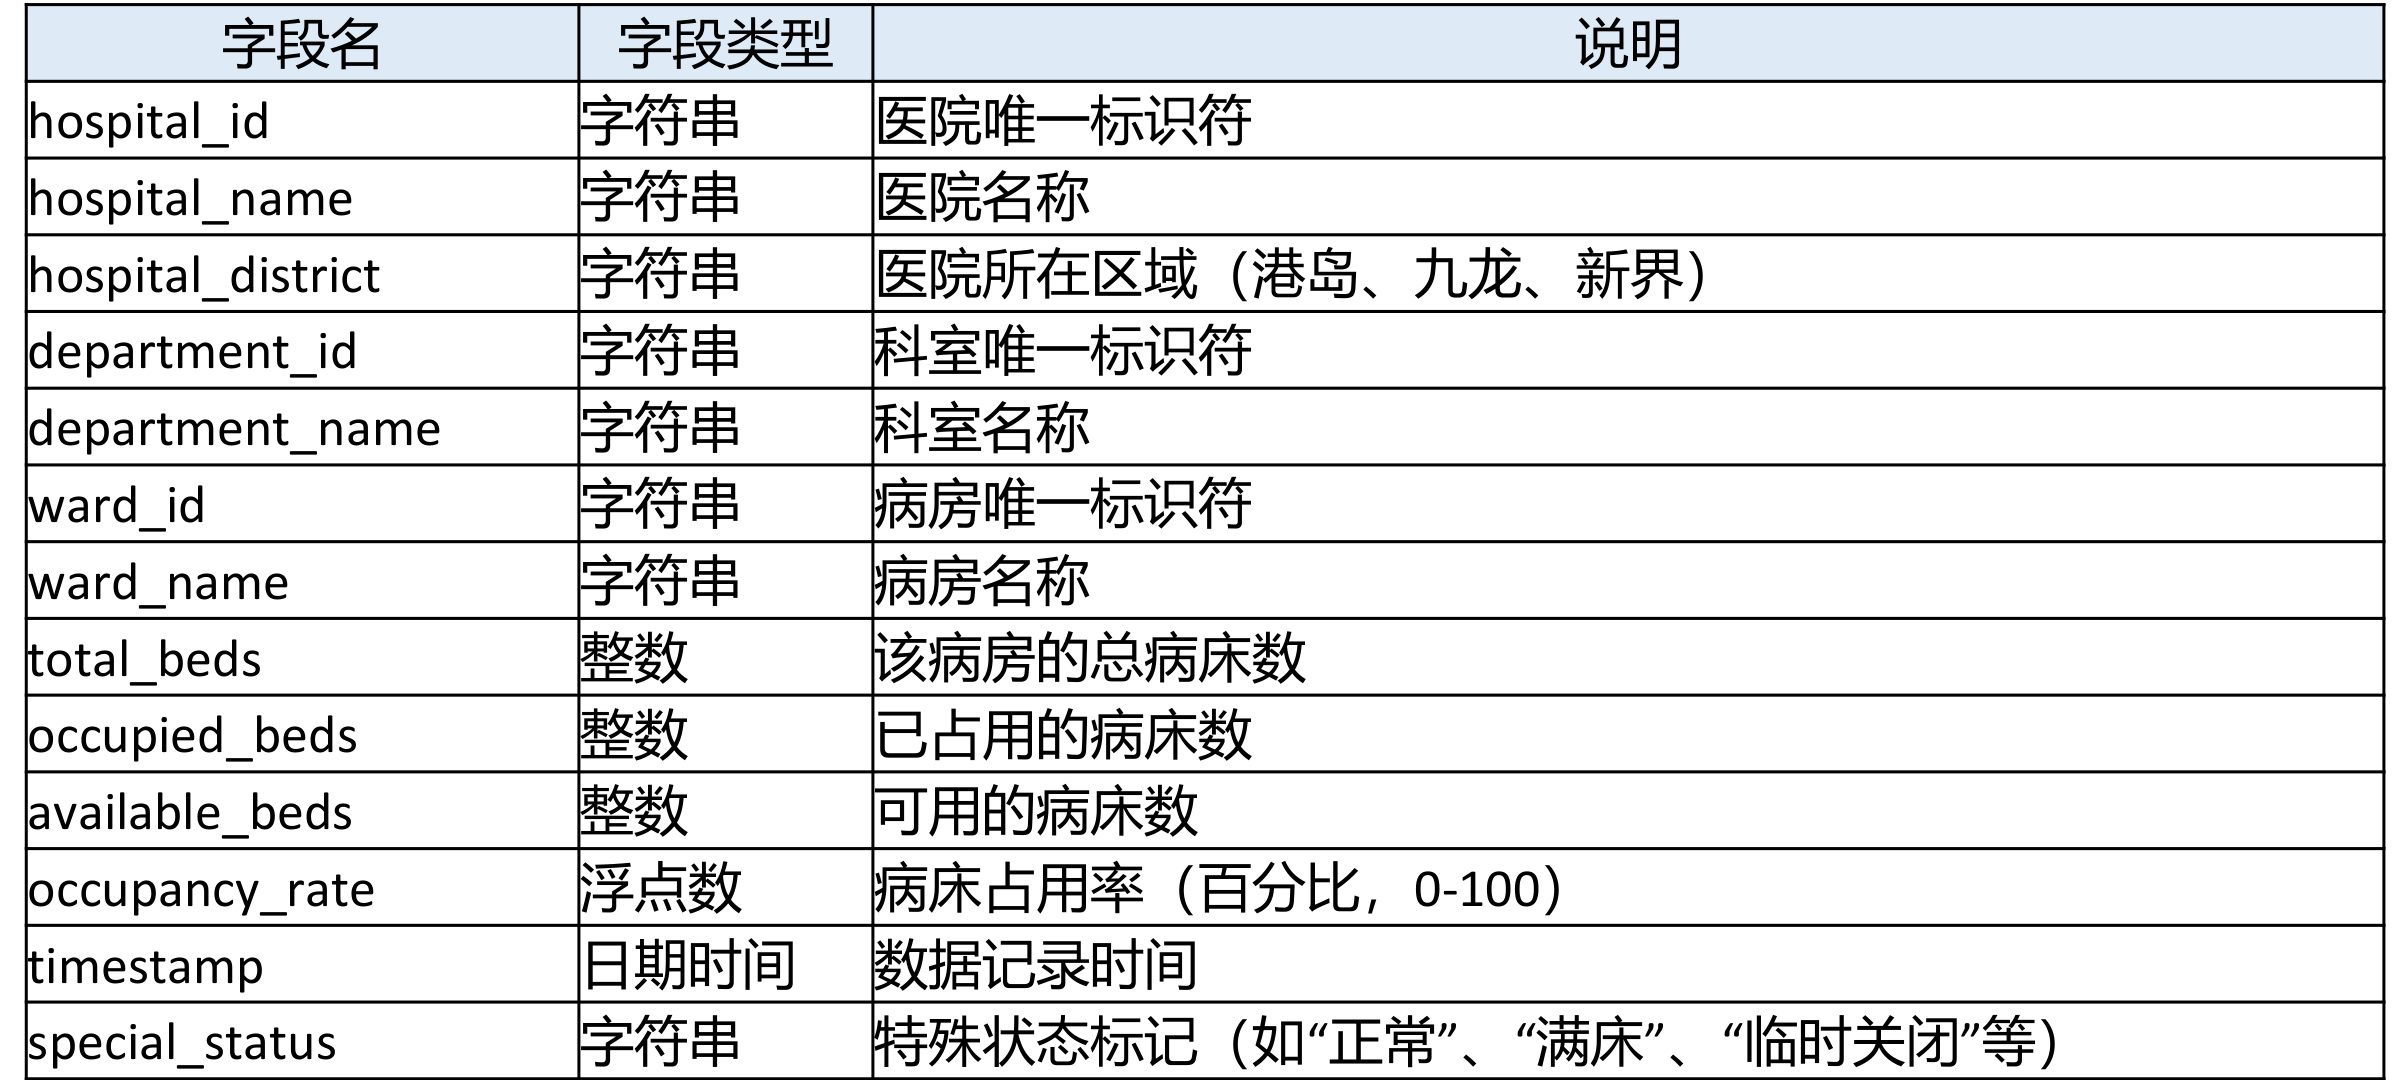 字段名 字段类型 说明
hospital_id 字符串 医院唯一标识符
hospital_name 字符串 医院名称
hospital_district 字符串 医院所在区域（港岛、九龙、新界）
department_id 字符串 科室唯一标识符
department_name 字符串 科室名称
ward_id 字符串 病房唯一标识符
ward_name 字符串 病房名称
total_beds 整数 该病房的总病床数
occupied_beds 整数 已占用的病床数
available_beds 整数 可用的病床数
occupancy_rate 浮点数 病床占用率（百分比，0-100）
timestamp 日期时间 数据记录时间
special_status 字符串 特殊状态标记（如“正常”、“满床”、“临时关闭”等）